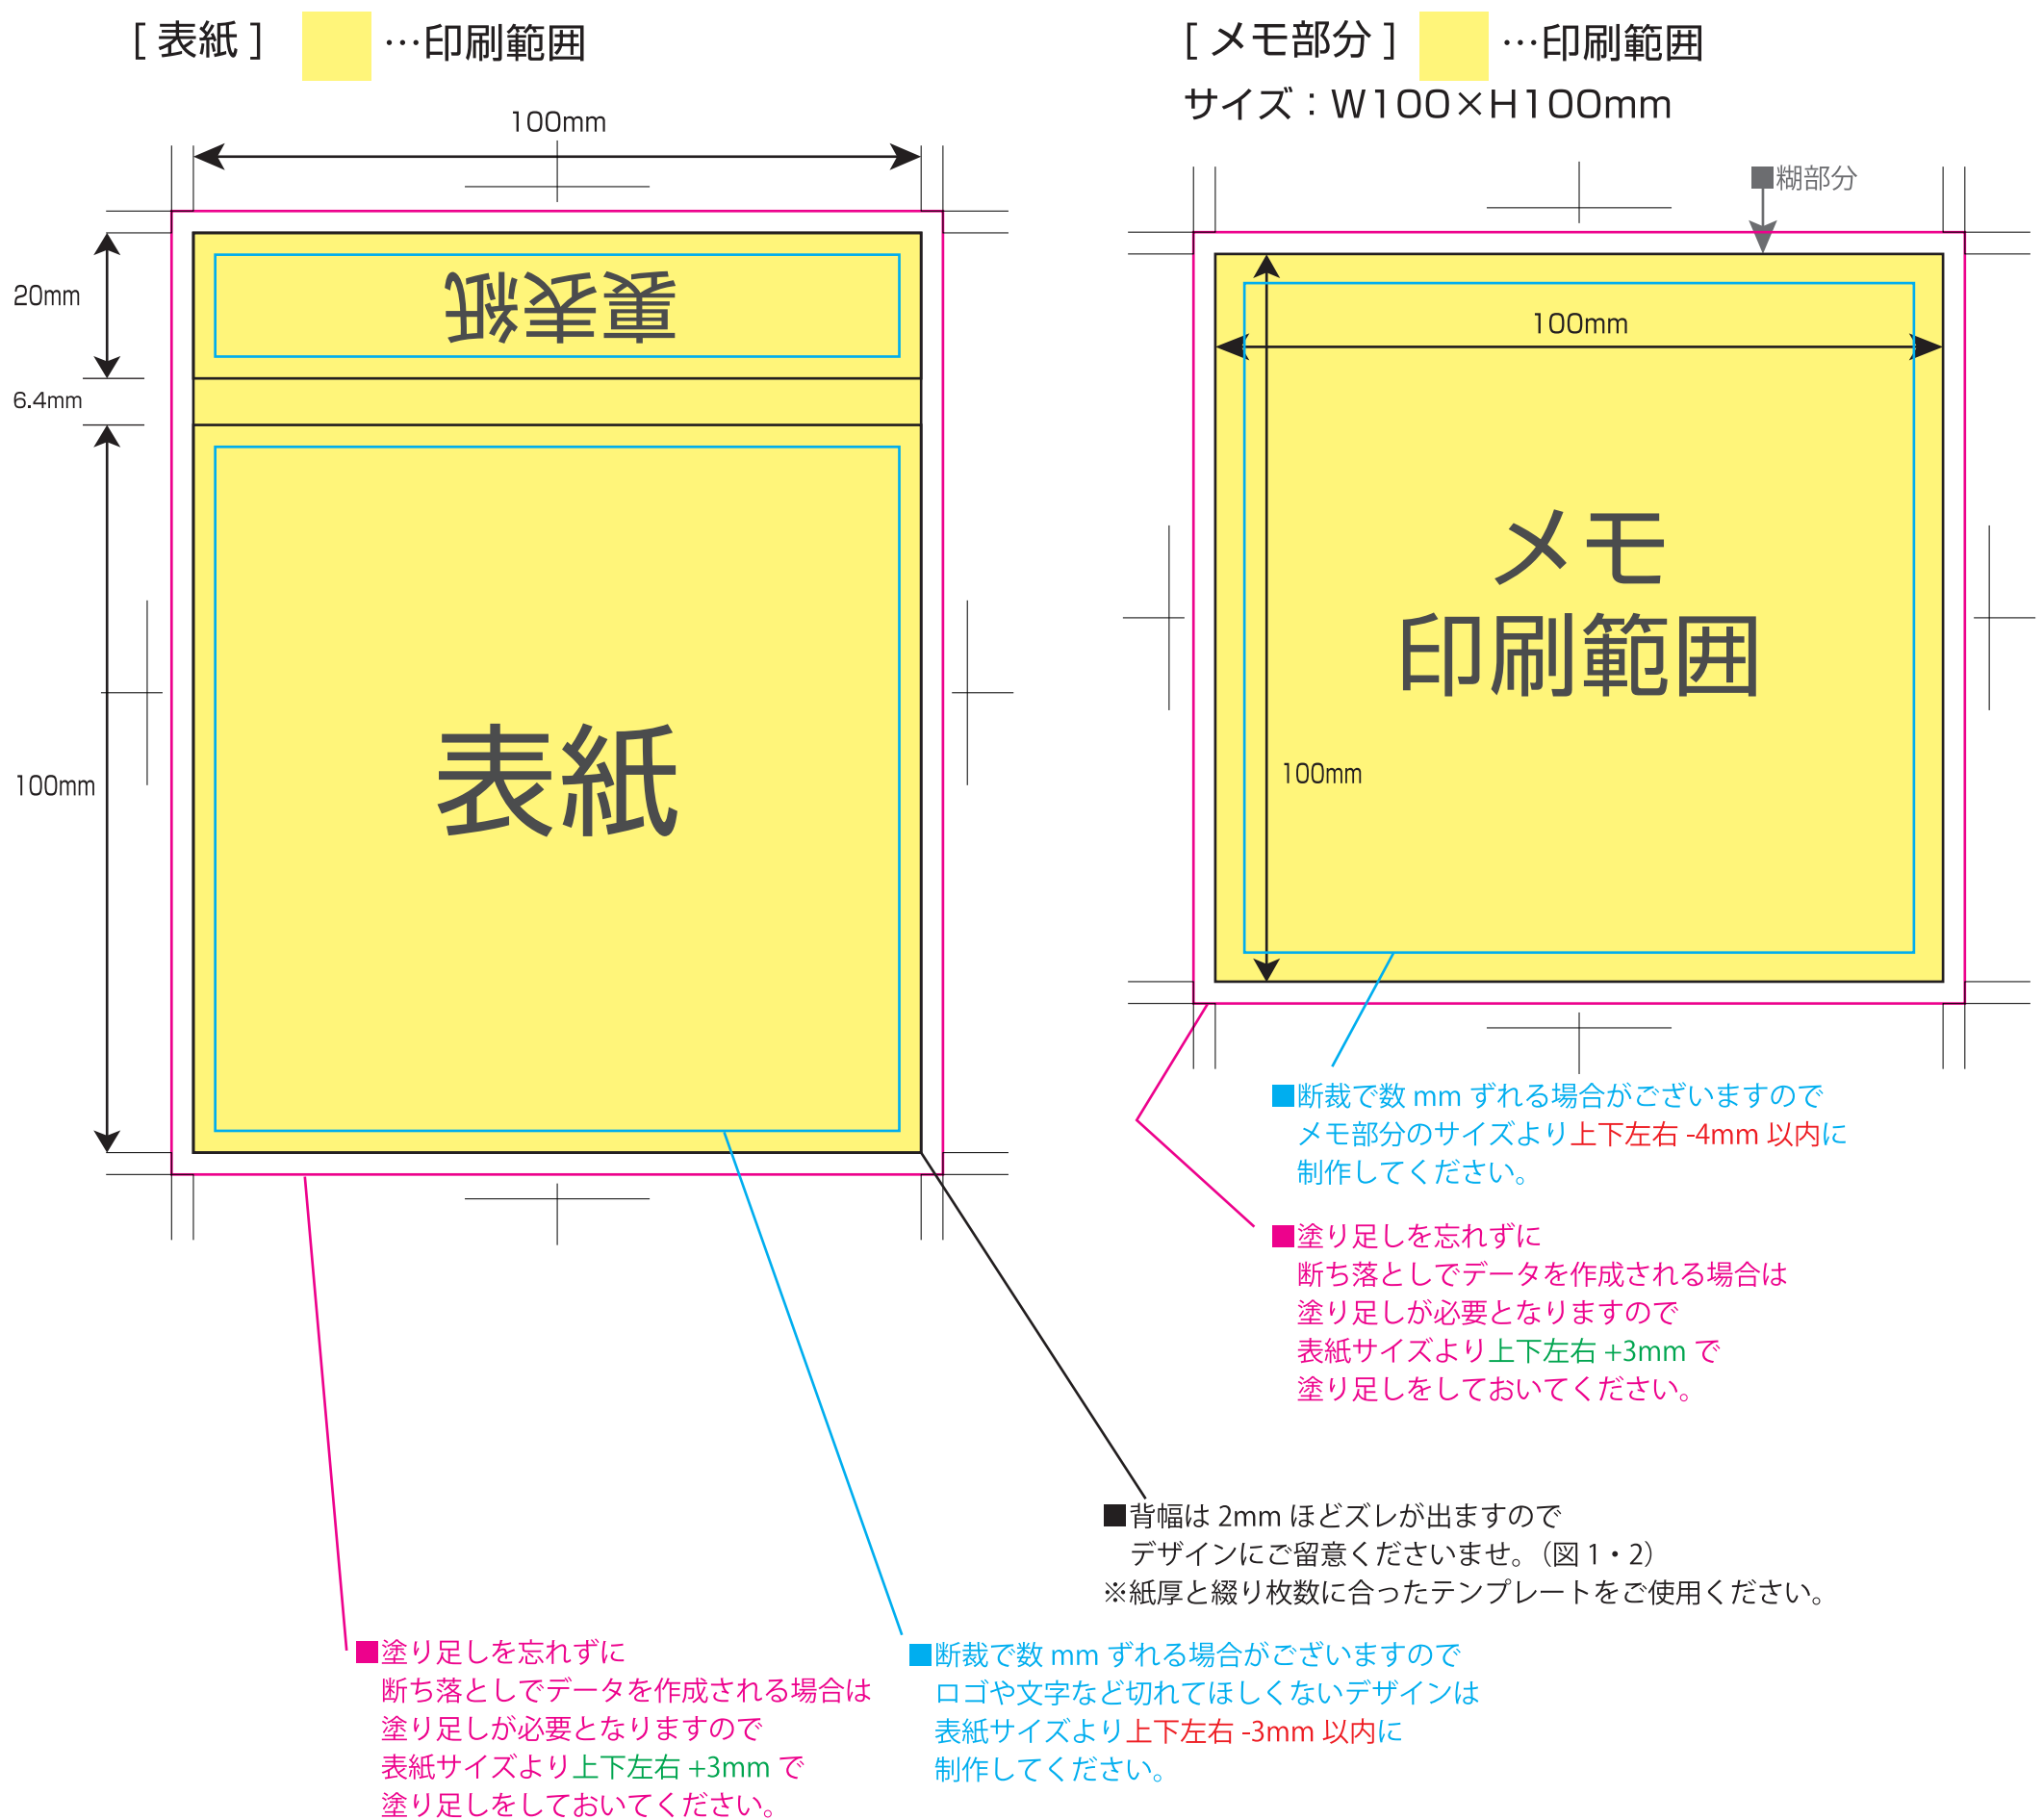 [ 表紙 ] …印刷範囲
100mm
20mm
裏表紙
6.4mm
表紙
100mm
[ メモ部分 ] …印刷範囲
サイズ：W100×H100mm
■糊部分
100mm
メモ
印刷範囲
100mm
■断裁で数 mm ずれる場合がございますので
メモ部分のサイズより上下左右 -4mm 以内に
制作してください。
■塗り足しを忘れずに
断ち落としでデータを作成される場合は
塗り足しが必要となりますので
表紙サイズより上下左右 +3mm で
塗り足しをしておいてください。
■背幅は 2mm ほどズレが出ますので
デザインにご留意くださいませ。（図 1・2）
※紙厚と綴り枚数に合ったテンプレートをご使用ください。
■塗り足しを忘れずに
断ち落としでデータを作成される場合は
塗り足しが必要となりますので
表紙サイズより上下左右 +3mm で
塗り足しをしておいてください。
■断裁で数 mm ずれる場合がございますので
ロゴや文字など切れてほしくないデザインは
表紙サイズより上下左右 -3mm 以内に
制作してください。